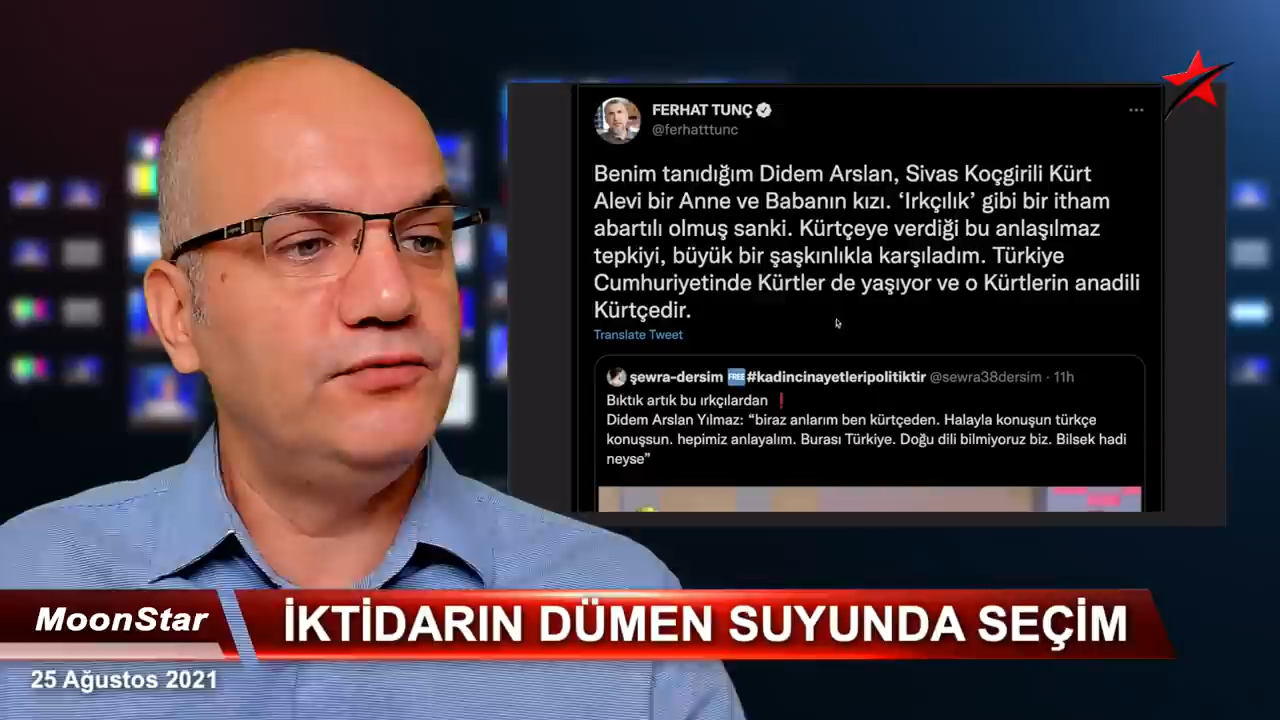 FERHAT TUNÇ
@ferhatttunc
Benim tanıdığım Didem Arslan, Sivas Koçgirili Kürt
Alevi bir Anne ve Babanın kızı. ‘Irkçılık’ gibi bir itham
abartılı olmuş sanki. Kürtçeye verdiği bu anlaşılmaz
tepkiyi, büyük bir şaşkınlıkla karşıladım. Türkiye
Cumhuriyetinde Kürtler de yaşıyor ve o Kürtlerin anadili
Kürtçedir.
Translate Tweet
şewra-dersim FREE #kadincinayetleripolitiktir @sewra38dersim · 11h
Bıktık artık bu ırkçılardan ❗
Didem Arslan Yılmaz: “biraz anlarım ben kürtçeden. Halayla konuşun türkçe
konuşsun. hepimiz anlayalım. Burası Türkiye. Doğu dili bilmiyoruz biz. Bilsek hadi
neyse”
MoonStar
İKTİDARIN DÜMEN SUYUNDA SEÇİM
25 Ağustos 2021